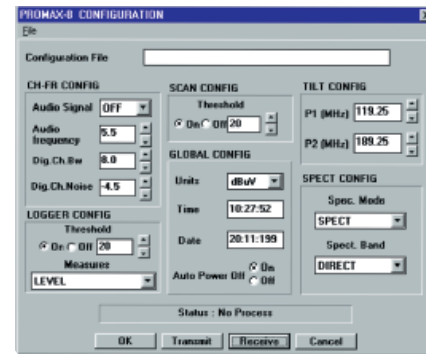 PROMAX-8 CONFIGURATION
File
Configuration File
CH-FR CONFIG
Audio Signal OFF
Audio frequency 5.5
Dig.Ch.Bw 8.0
Dig.Ch.Noise -4.5
LOGGER CONFIG
Threshold
On Off 20
Measures
LEVEL
SCAN CONFIG
Threshold
On Off 20
GLOBAL CONFIG
Units dBuV
Time 10:27:52
Date 20:11:199
Auto Power Off On Off
TILT CONFIG
P1 (MHz) 119.25
P2 (MHz) 189.25
SPECT CONFIG
Spec. Mode
SPECT
Spect. Band
DIRECT
Status : No Process
OK Transmit Receive Cancel